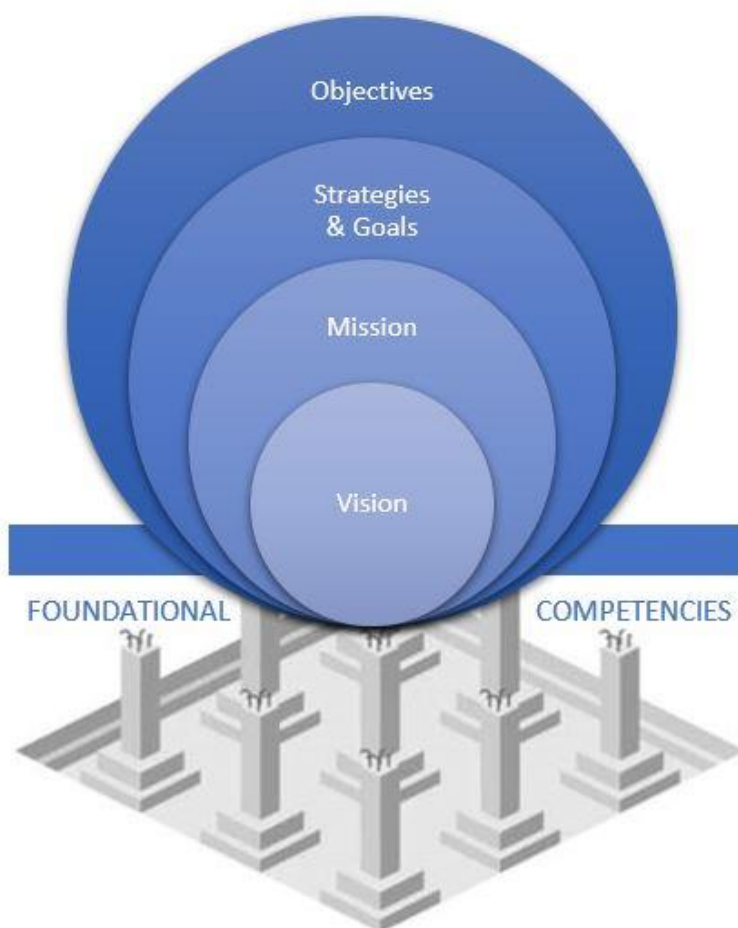 Objectives
Strategies
& Goals
Mission
Vision
FOUNDATIONAL COMPETENCIES